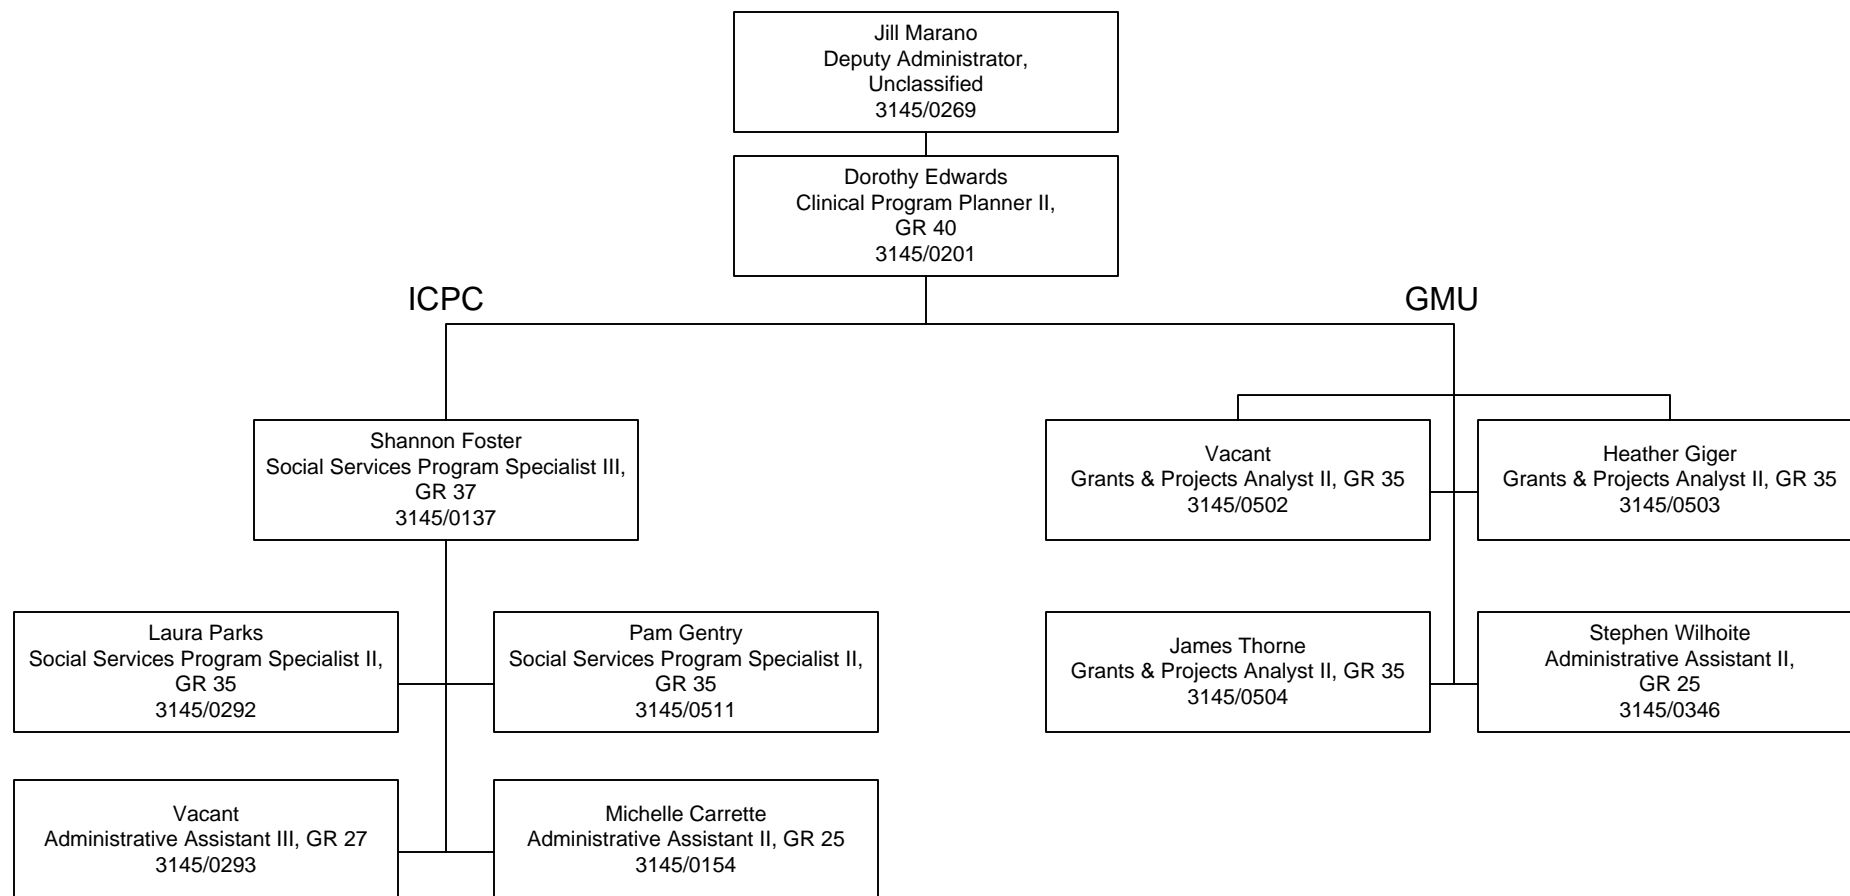 Jill Marano
Deputy Administrator,
Unclassified
3145/0269
Dorothy Edwards
Clinical Program Planner II,
GR 40
3145/0201
ICPC
GMU
Shannon Foster
Social Services Program Specialist III,
GR 37
3145/0137
Vacant
Grants & Projects Analyst II, GR 35
3145/0502
Heather Giger
Grants & Projects Analyst II, GR 35
3145/0503
Laura Parks
Social Services Program Specialist II,
GR 35
3145/0292
Pam Gentry
Social Services Program Specialist II,
GR 35
3145/0511
James Thorne
Grants & Projects Analyst II, GR 35
3145/0504
Stephen Wilhoite
Administrative Assistant II,
GR 25
3145/0346
Vacant
Administrative Assistant III, GR 27
3145/0293
Michelle Carrette
Administrative Assistant II, GR 25
3145/0154